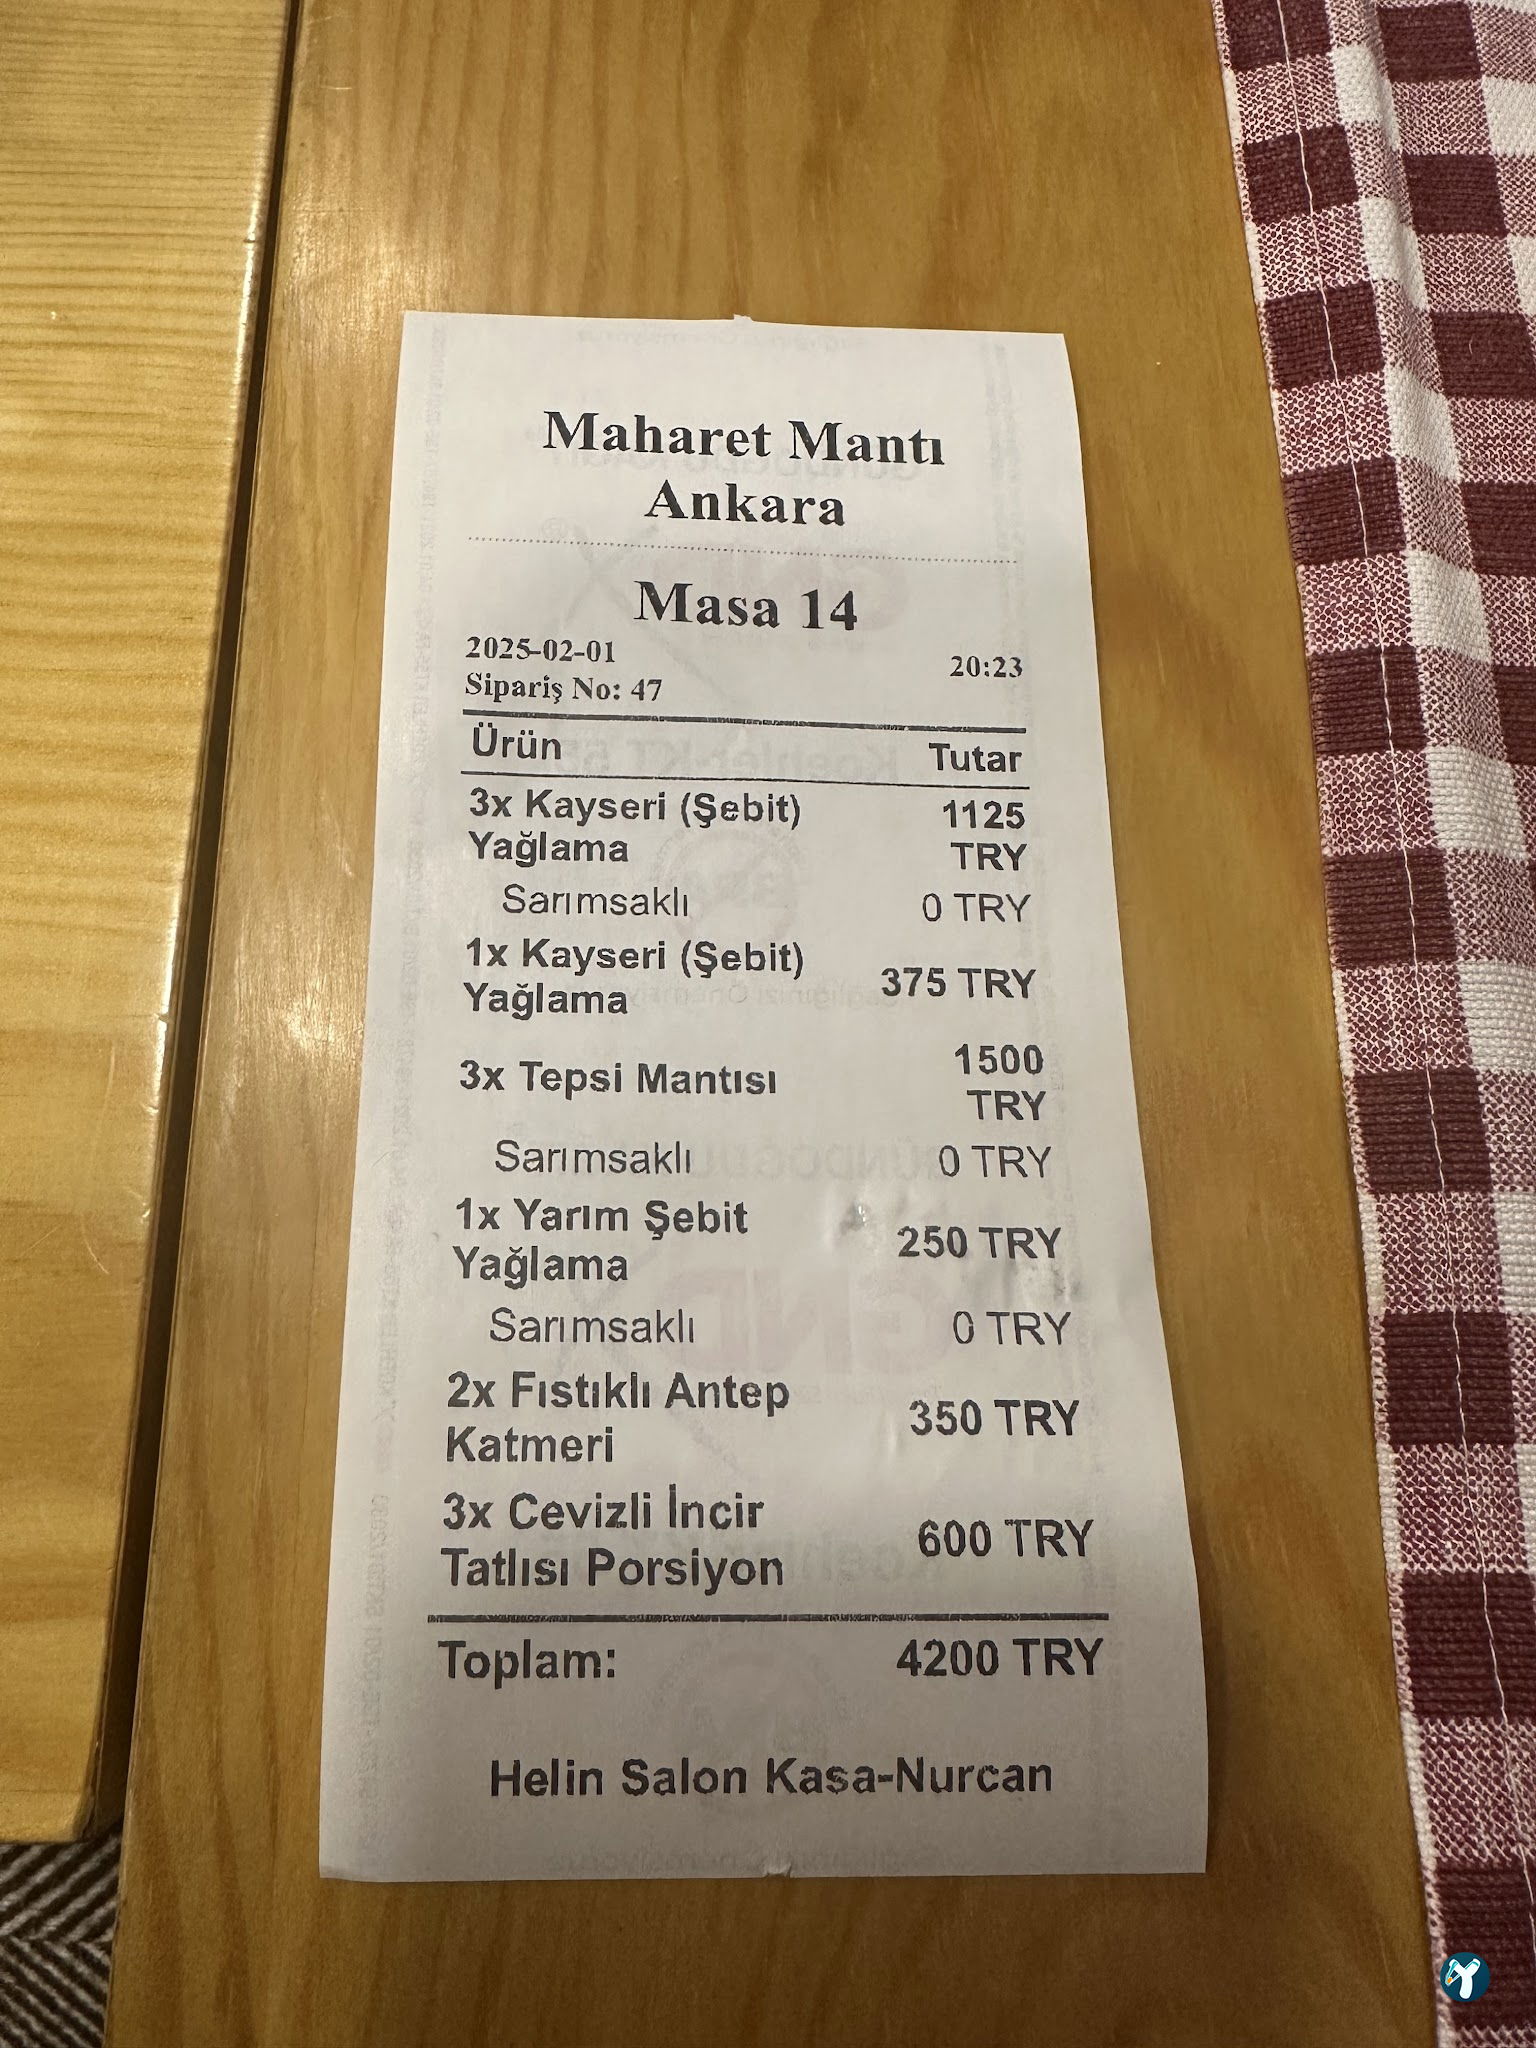 Maharet Mantı
Ankara
Masa 14
2025-02-01 20:23
Sipariş No: 47
Ürün Tutar
3x Kayseri (Şebit) 1125
Yağlama TRY
Sarımsaklı 0 TRY
1x Kayseri (Şebit)
Yağlama 375 TRY
3x Tepsi Mantısı 1500
TRY
Sarımsaklı 0 TRY
1x Yarım Şebit
Yağlama 250 TRY
Sarımsaklı 0 TRY
2x Fıstıklı Antep
Katmeri 350 TRY
3x Cevizli İncir
Tatlısı Porsiyon 600 TRY
Toplam: 4200 TRY
Helin Salon Kasa-Nurcan